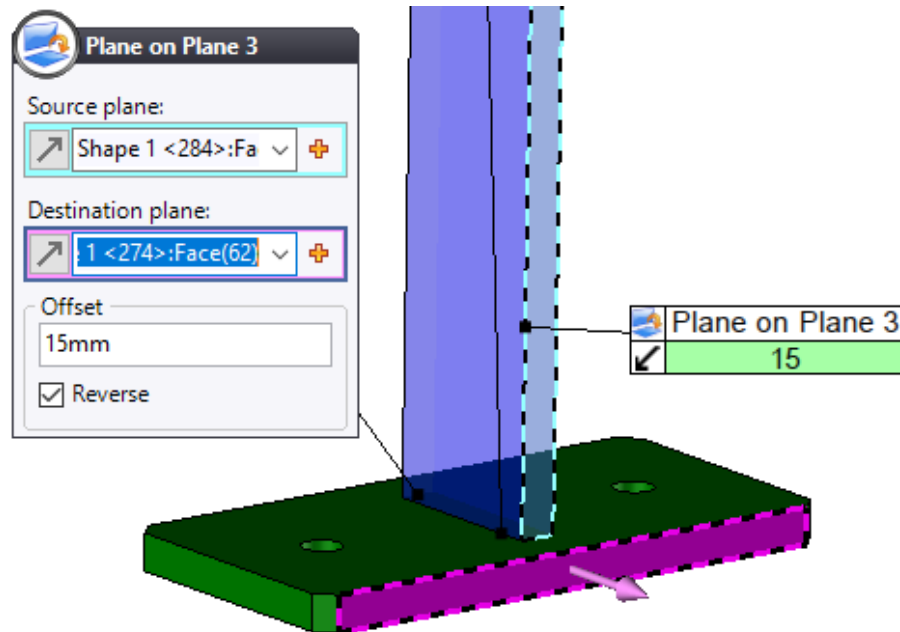 Plane on Plane 3
Source plane:
Shape 1 <284>:Fa
Destination plane:
1 <274>:Face(62)
Offset
15mm
Reverse
Plane on Plane 3
15